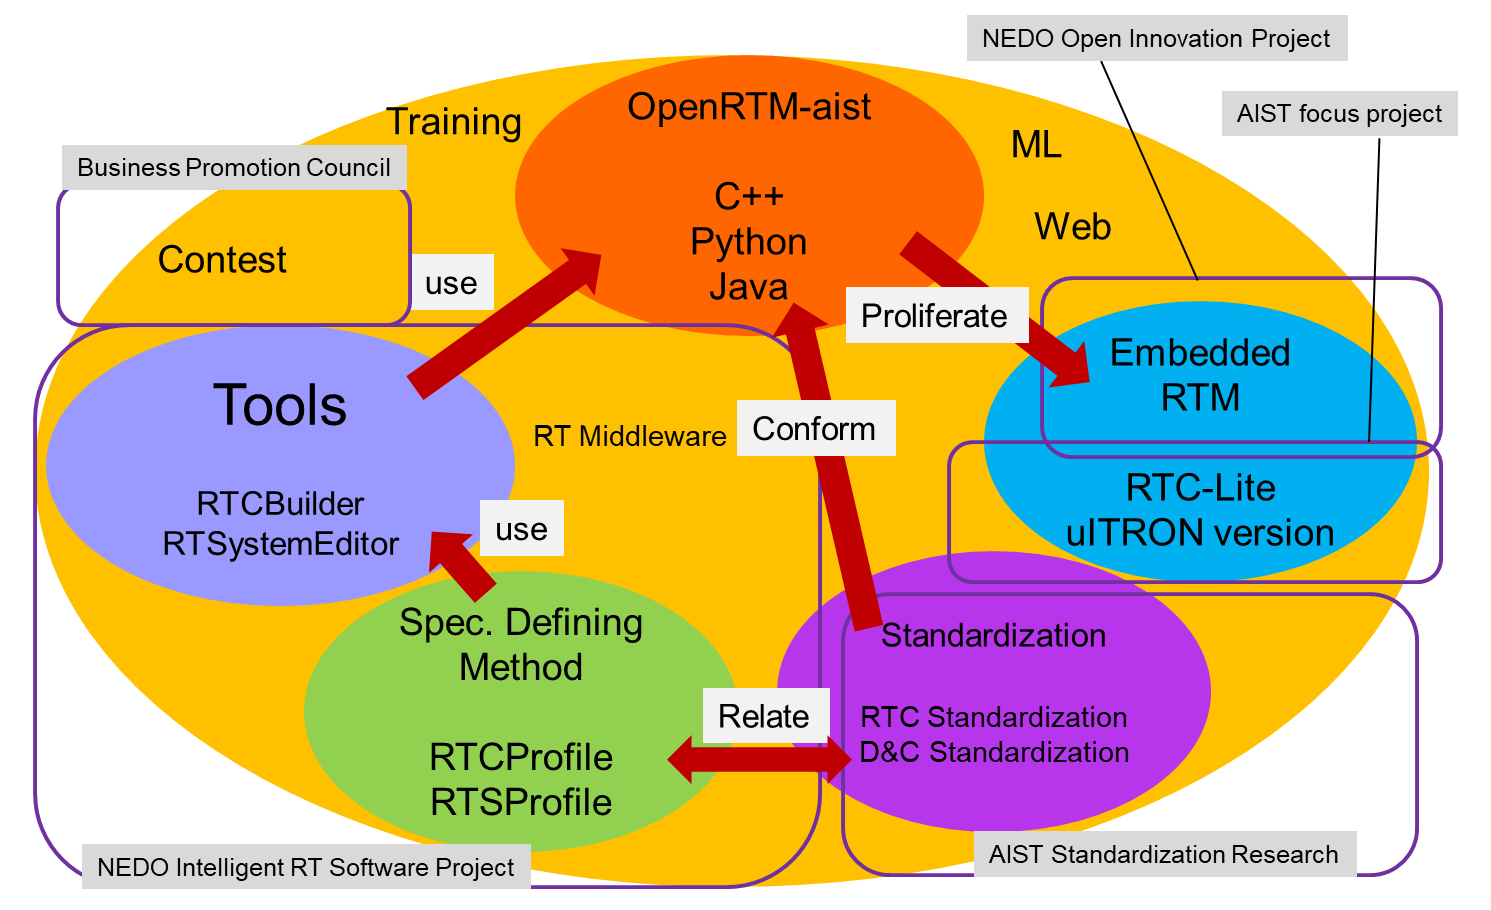 NEDO Open Innovation Project
AIST focus project
OpenRTM-aist
Training
ML
Business Promotion Council
C++
Web
Python
Contest
use
Java
Proliferate
Embedded
RTM
Tools
Conform
RT Middleware
RTC-Lite
RTCBuilder
uITRON version
use
RTSystemEditor
Spec. Defining
Method
Standardization
Relate
RTC Standardization
D&C Standardization
RTCProfile
RTSProfile
AIST Standardization Research
NEDO Intelligent RT Software Project